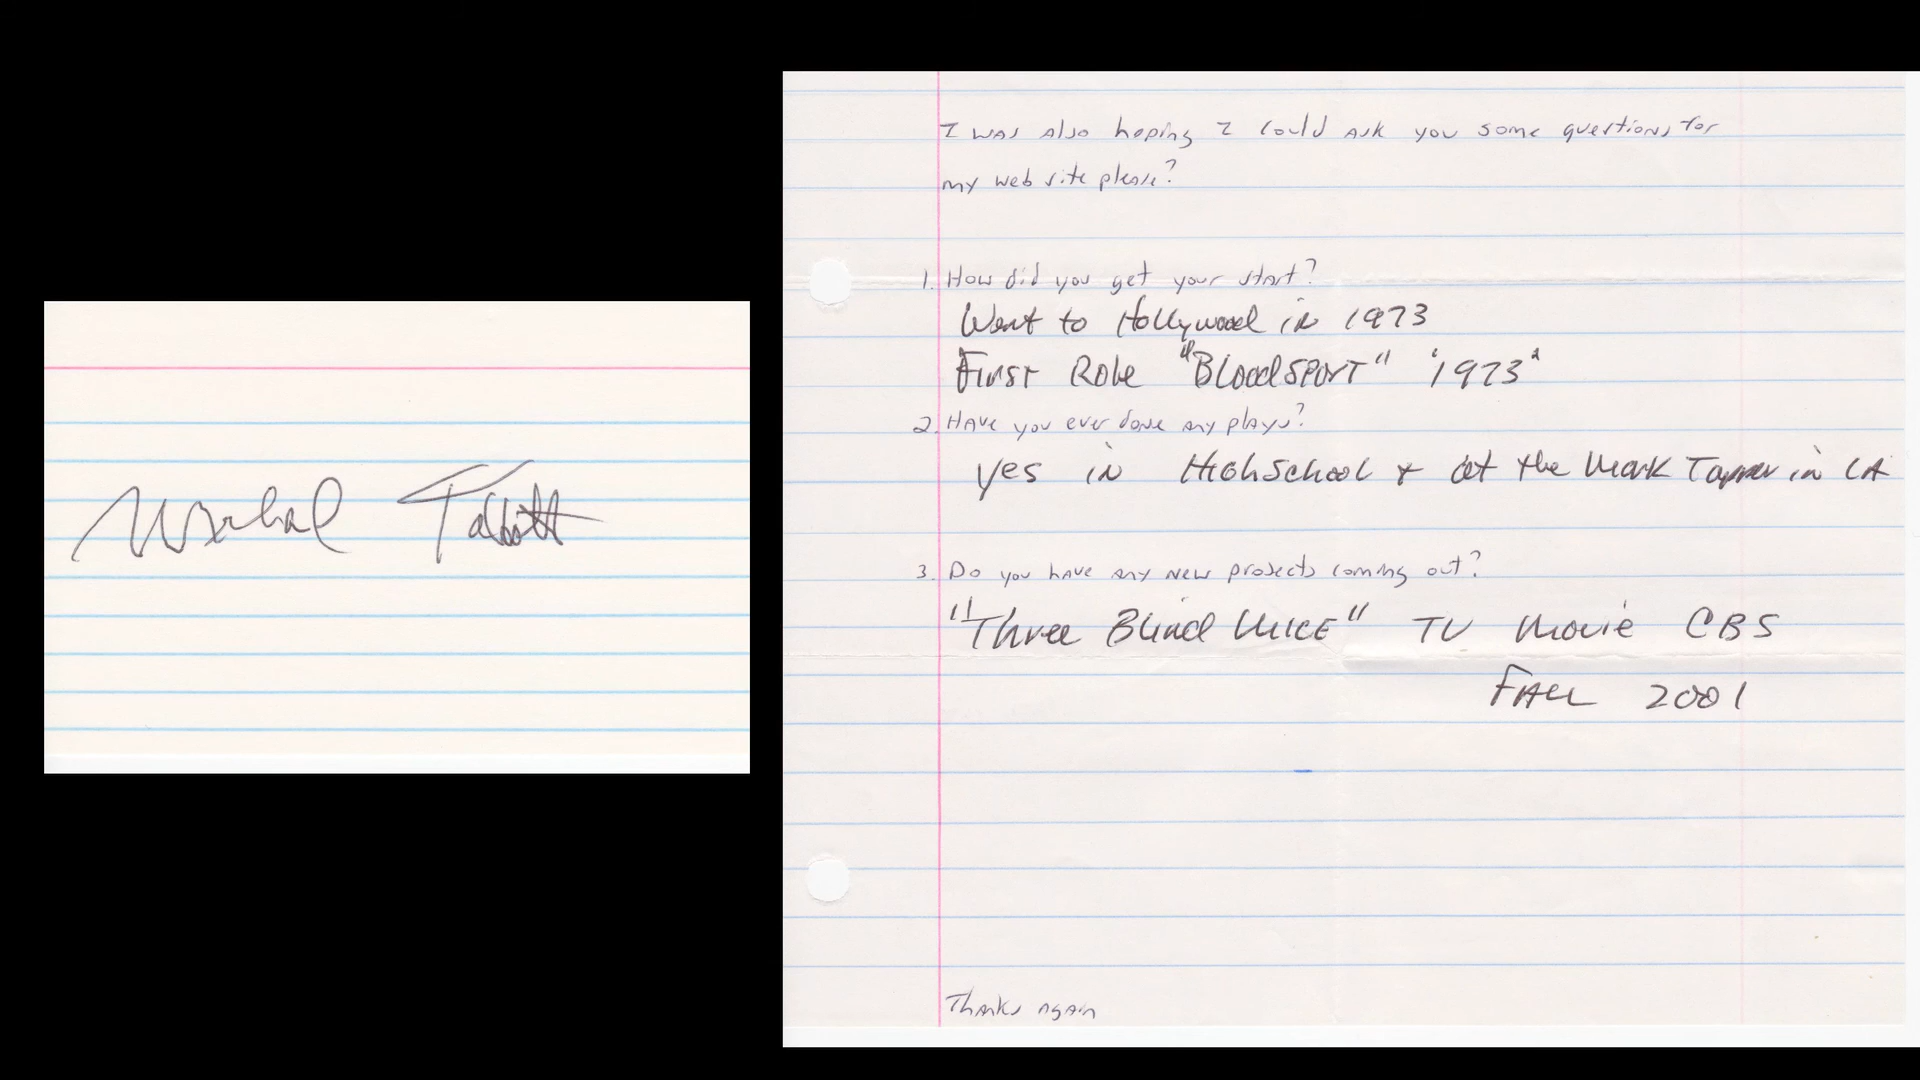 Michael Talbott
I was also hoping I could ask you some questions for
my web site please?
1. How did you get your start?
Went to Hollywood in 1973
First Role "Bloodsport" '1973"
2. Have you ever done any plays?
yes in Highschool & at the Mark Tapper in LA
3. Do you have any new projects coming out?
"Three Blind Mice" TV Movie CBS
Fall 2001
Thanks again